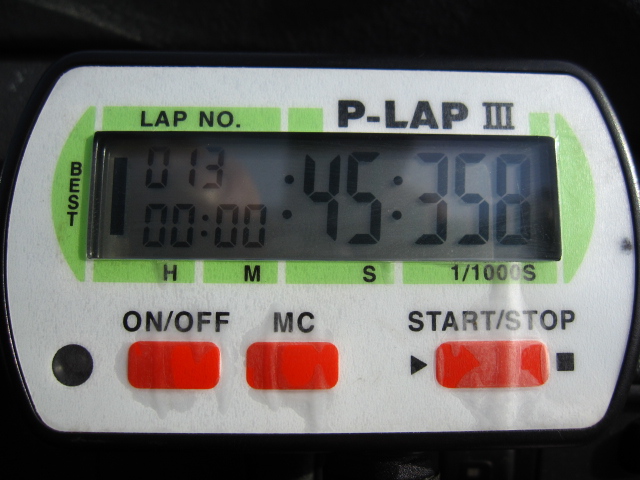 LAP NO. P-LAP III
BEST
013
00:00 :45:358
H M S 1/1000S
ON/OFF MC START/STOP